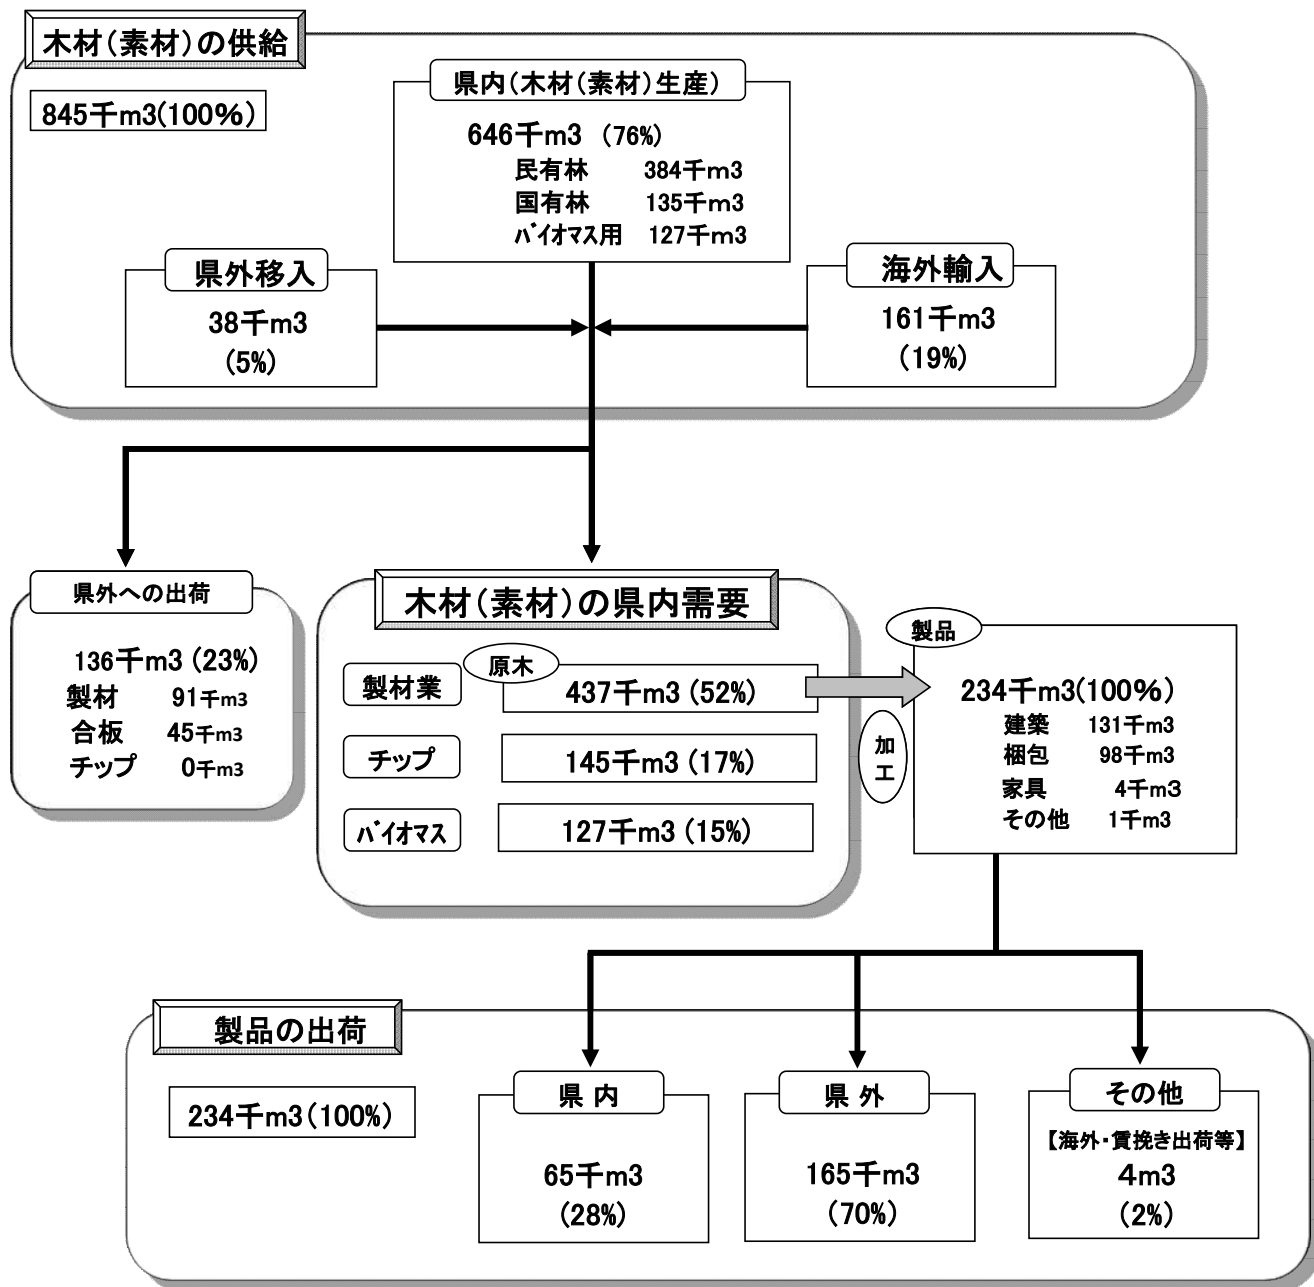 木材(素材)の供給
845千m3(100%)
県内(木材(素材)生産)
646千m3 (76%)
民有林 384千m3
国有林 135千m3
バイオマス用 127千m3
県外移入
38千m3
(5%)
海外輸入
161千m3
(19%)
県外への出荷
136千m3 (23%)
製材 91千m3
合板 45千m3
チップ 0千m3
木材(素材)の県内需要
製材業
原木
437千m3 (52%)
チップ
145千m3 (17%)
バイオマス
127千m3 (15%)
加工
製品
234千m3(100%)
建築 131千m3
梱包 98千m3
家具 4千m3
その他 1千m3
製品の出荷
234千m3(100%)
県 内
65千m3
(28%)
県 外
165千m3
(70%)
その他
【海外・賃挽き出荷等】
4m3
(2%)